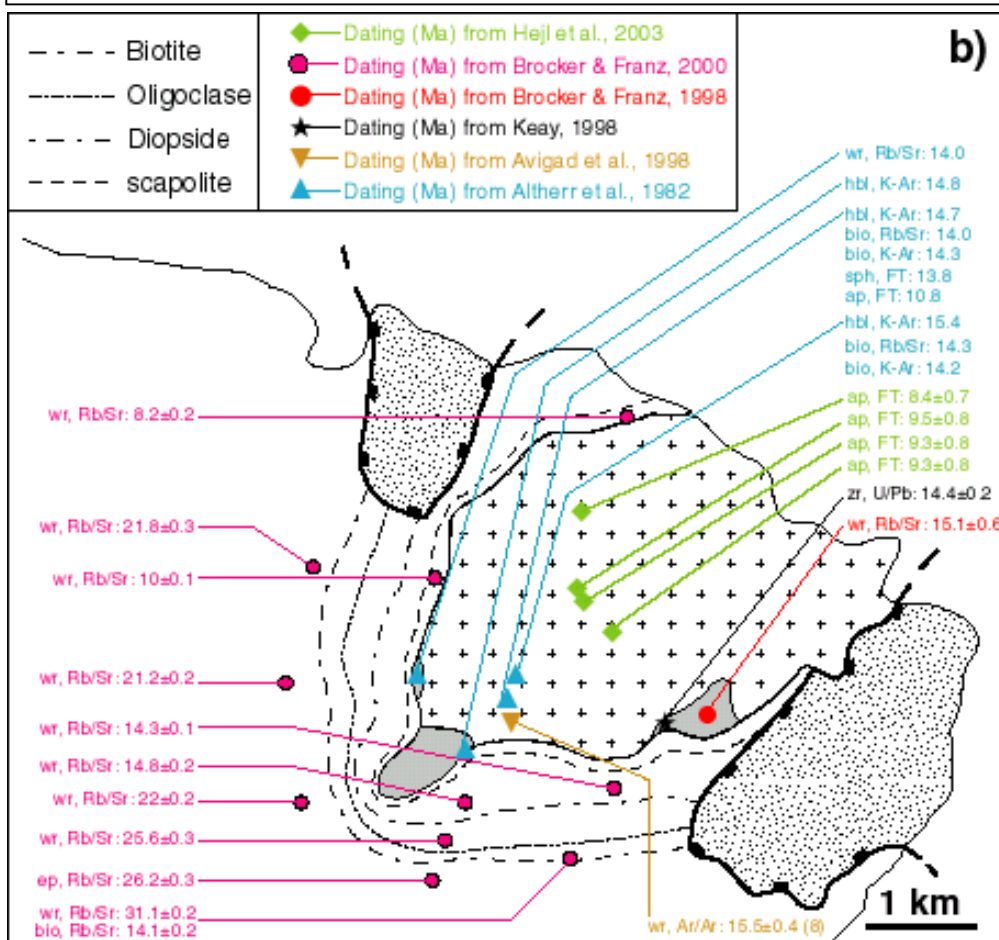 b)
Biotite
Oligoclase
Diopside
scapolite
Dating (Ma) from Hejl et al., 2003
Dating (Ma) from Brocker & Franz, 2000
Dating (Ma) from Brocker & Franz, 1998
Dating (Ma) from Keay, 1998
Dating (Ma) from Avigad et al., 1998
Dating (Ma) from Altherr et al., 1982
wr, Rb/Sr: 14.0
hbl, K-Ar: 14.8
hbl, K-Ar: 14.7
bio, Rb/Sr: 14.0
bio, K-Ar: 14.3
sph, FT: 13.8
ap, FT: 10.8
hbl, K-Ar: 15.4
bio, Rb/Sr: 14.3
bio, K-Ar: 14.2
ap, FT: 8.4±0.7
ap, FT: 9.5±0.8
ap, FT: 9.3±0.8
ap, FT: 9.3±0.8
zr, U/Pb: 14.4±0.2
wr, Rb/Sr: 15.1±0.6
wr, Rb/Sr: 8.2±0.2
wr, Rb/Sr: 21.8±0.3
wr, Rb/Sr: 10±0.1
wr, Rb/Sr: 21.2±0.2
wr, Rb/Sr: 14.3±0.1
wr, Rb/Sr: 14.8±0.2
wr, Rb/Sr: 22±0.2
wr, Rb/Sr: 25.6±0.3
ep, Rb/Sr: 26.2±0.3
wr, Rb/Sr: 31.1±0.2
bio, Rb/Sr: 14.1±0.2
wr, Ar/Ar: 15.5±0.4 (8)
1 km